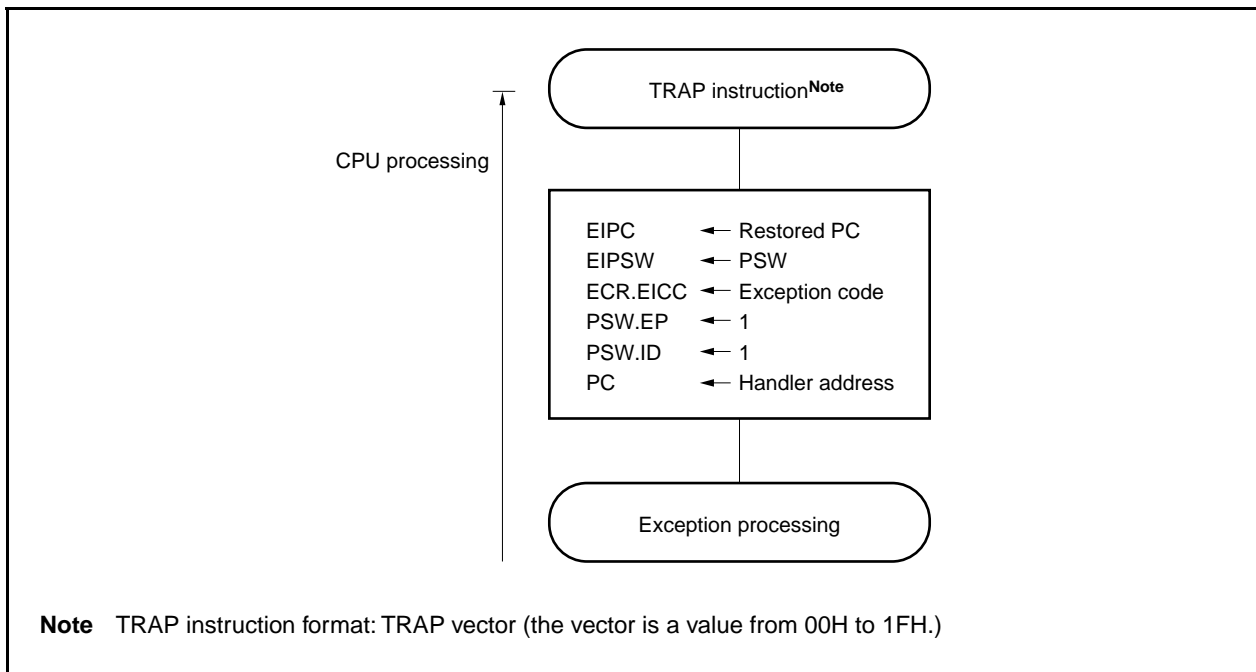 TRAP instructionNote
CPU processing
EIPC ← Restored PC
EIPSW ← PSW
ECR.EICC ← Exception code
PSW.EP ← 1
PSW.ID ← 1
PC ← Handler address
Exception processing
Note TRAP instruction format: TRAP vector (the vector is a value from 00H to 1FH.)